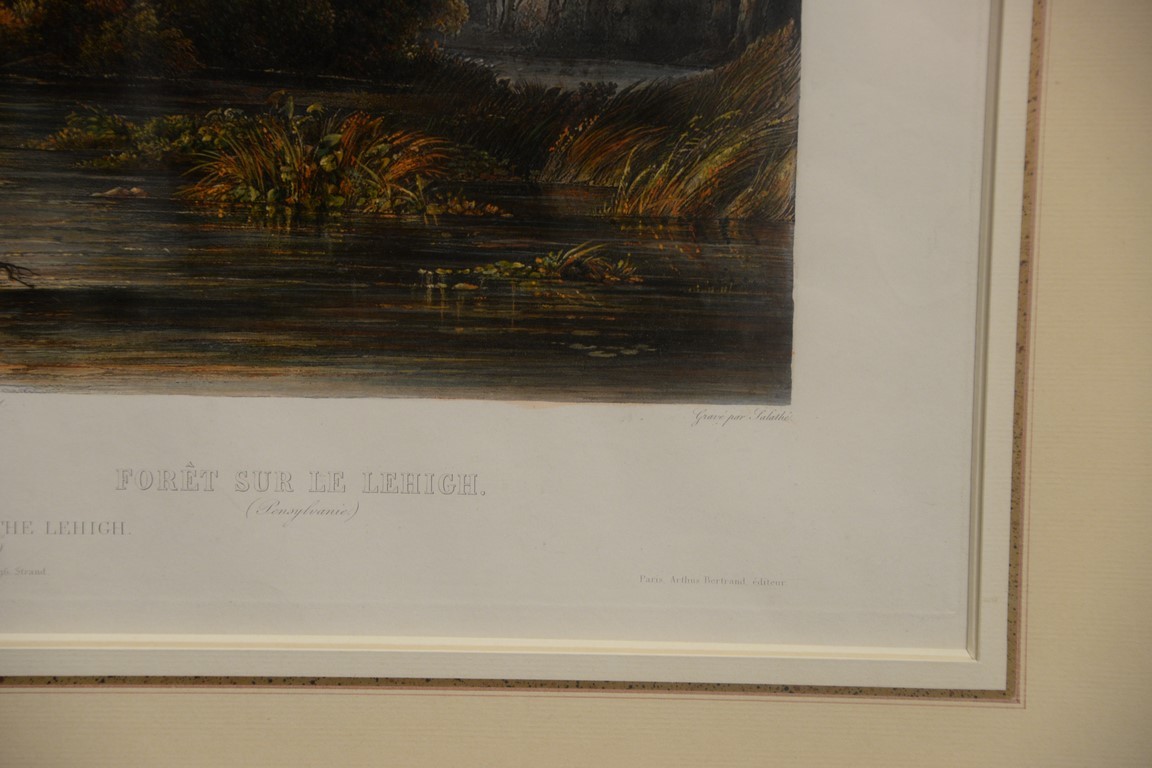 Gravé par Salathé
FORÊT SUR LE LEHIGH.
(Pensylvanie)
THE LEHIGH.
Strand
Paris, Arthus Bertrand, éditeur